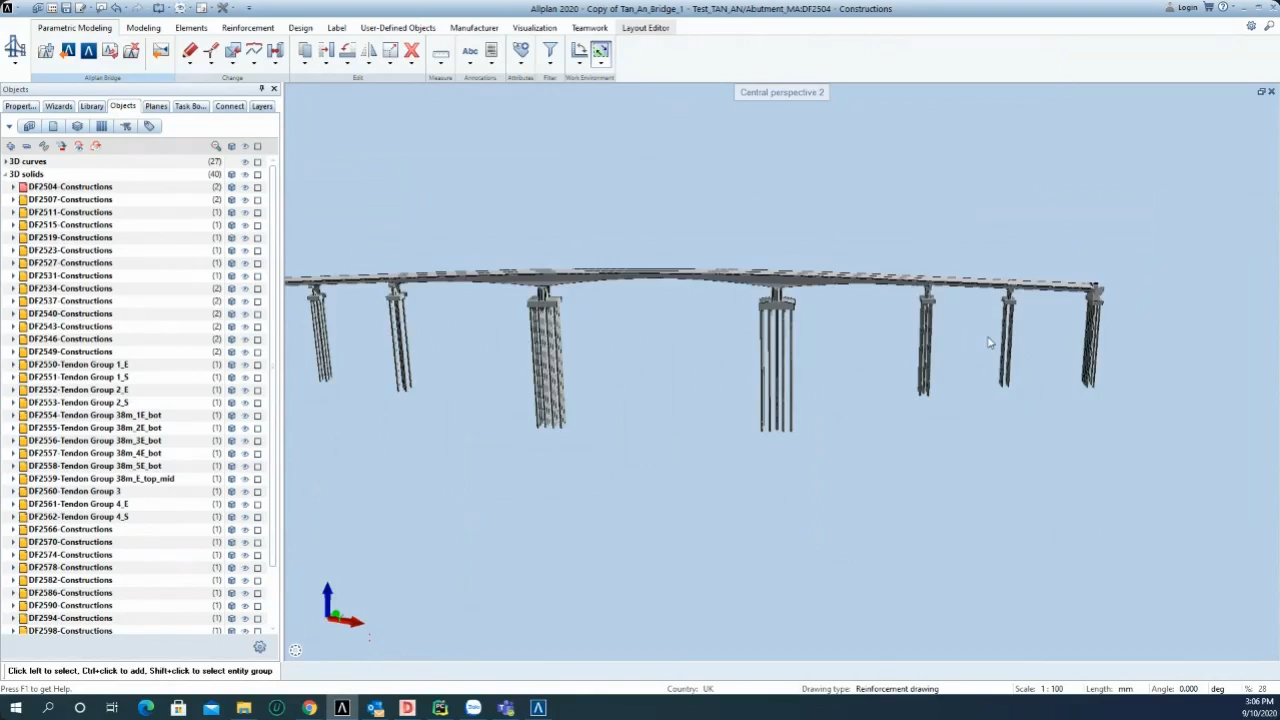 Allplan 2020 - Copy of Tan_An_Bridge_1 - Test_TAN_AN/Abutment_MA:DF2504 - Constructions
Login
Parametric Modeling Modeling Elements Reinforcement Design Label User-Defined Objects Manufacturer Visualization Teamwork Layout Editor
Abc
Allplan Bridge Change Edit Measure Annotations Attributes Filter Work Environment
Objects
Propert... Wizards Library Objects Planes Task Bo... Connect Layers
Central perspective 2
3D curves (27)
3D solids (40)
DF2504-Constructions (2)
DF2507-Constructions (2)
DF2511-Constructions (1)
DF2515-Constructions (1)
DF2519-Constructions (1)
DF2523-Constructions (1)
DF2527-Constructions (1)
DF2531-Constructions (1)
DF2534-Constructions (1)
DF2537-Constructions (1)
DF2540-Constructions (1)
DF2543-Constructions (1)
DF2546-Constructions (1)
DF2549-Constructions (1)
DF2550-Tendon Group 1_E (1)
DF2551-Tendon Group 1_S (1)
DF2552-Tendon Group 2_E (1)
DF2553-Tendon Group 2_S (1)
DF2554-Tendon Group 38m_1E_bot (1)
DF2555-Tendon Group 38m_2E_bot (1)
DF2556-Tendon Group 38m_3E_bot (1)
DF2557-Tendon Group 38m_4E_bot (1)
DF2558-Tendon Group 38m_5E_bot (1)
DF2559-Tendon Group 38m_E_top_mid (1)
DF2560-Tendon Group 3 (1)
DF2561-Tendon Group 4_E (1)
DF2562-Tendon Group 4_S (1)
DF2566-Constructions (1)
DF2570-Constructions (1)
DF2574-Constructions (1)
DF2578-Constructions (1)
DF2582-Constructions (1)
DF2586-Constructions (1)
DF2590-Constructions (1)
DF2594-Constructions (1)
DF2598-Constructions (1)
Click left to select, Ctrl+click to add, Shift+click to select entity group
Press F1 to get Help. Country: UK Drawing type: Reinforcement drawing Scale: 1 : 100 Length: mm Angle: 0.000 deg % 28
3:06 PM
9/10/2020